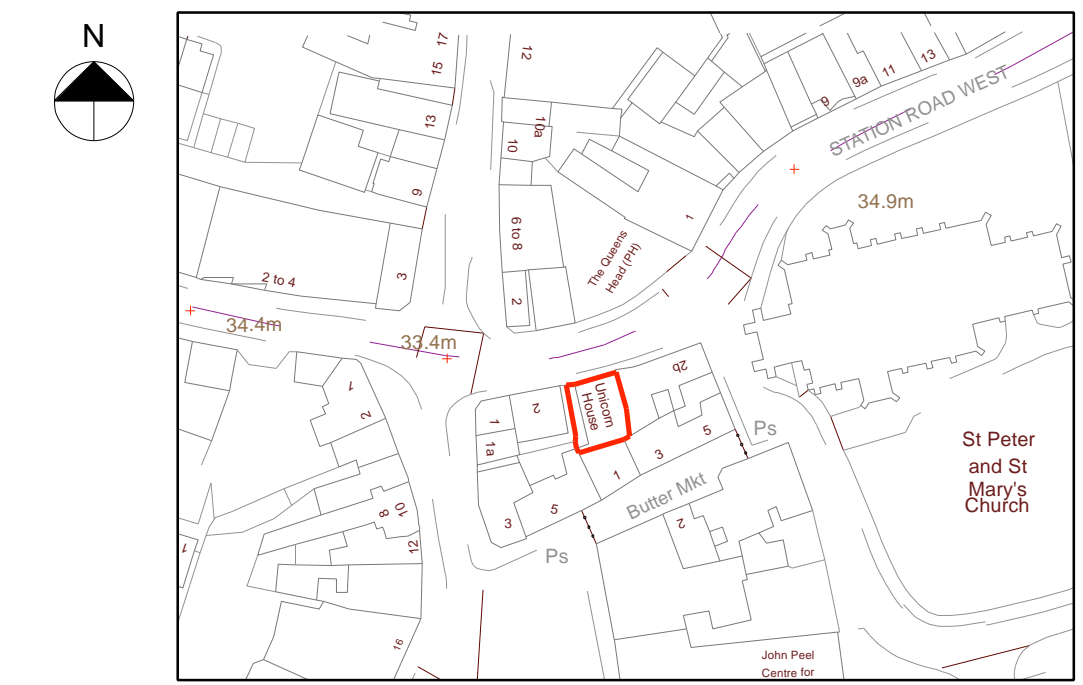 N
17
15
13
9
3
12
10a
10
6 to 8
2
The Queens
Head (PH)
1
9
9a
11
13
STATION ROAD WEST
34.9m
2 to 4
34.4m
33.4m
1
2
1
1a
2
Unicorn
House
2b
5
3
1
Ps
Butter Mkt
3
5
Ps
2
8
10
12
1
16
St Peter
and St
Mary's
Church
John Peel
Centre for